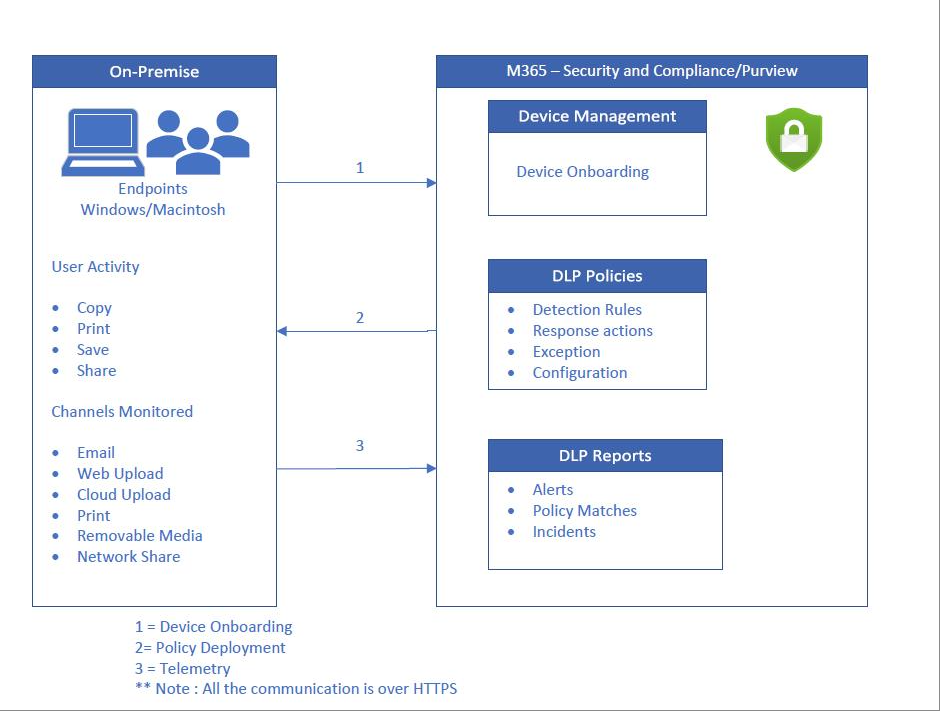 On-Premise
Endpoints
Windows/Macintosh
User Activity
• Copy
• Print
• Save
• Share
Channels Monitored
• Email
• Web Upload
• Cloud Upload
• Print
• Removable Media
• Network Share
1
2
3
M365 – Security and Compliance/Purview
Device Management
Device Onboarding
DLP Policies
• Detection Rules
• Response actions
• Exception
• Configuration
DLP Reports
• Alerts
• Policy Matches
• Incidents
1 = Device Onboarding
2= Policy Deployment
3 = Telemetry
** Note : All the communication is over HTTPS